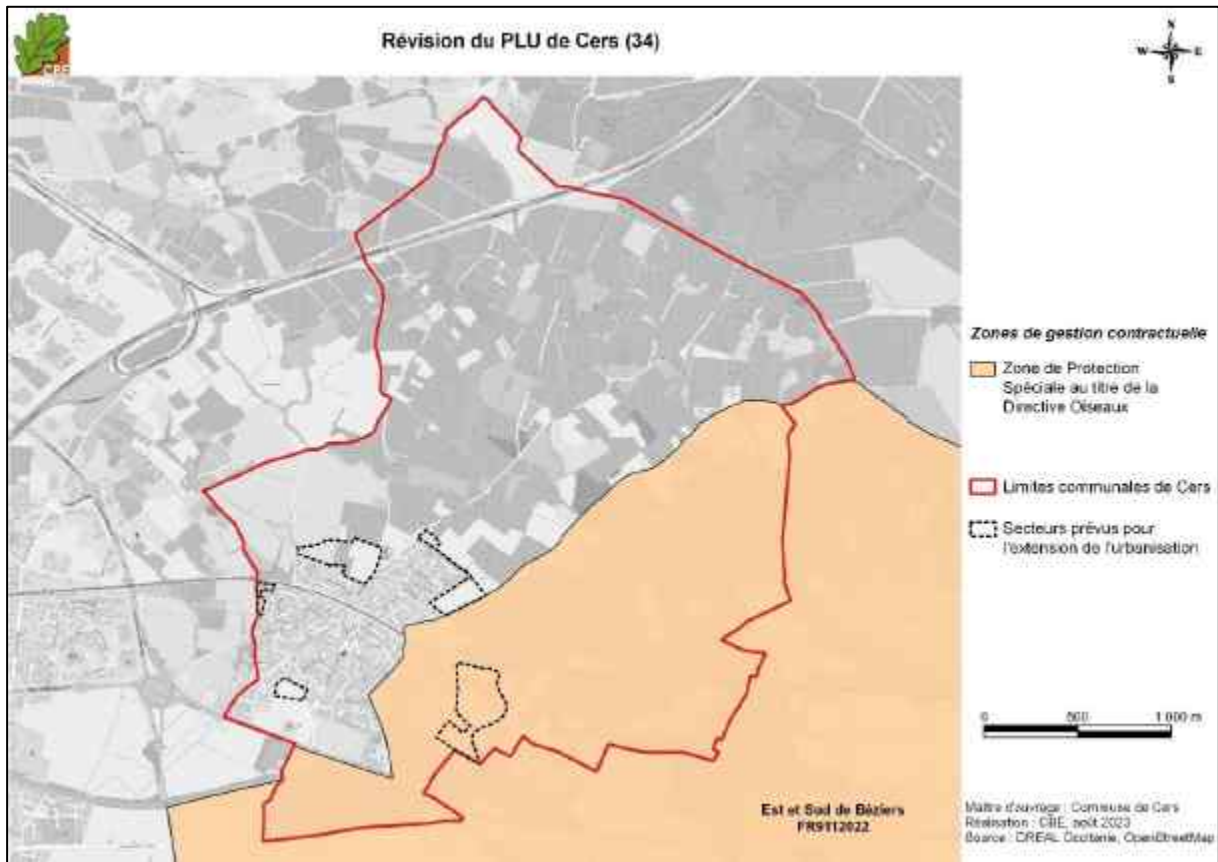 Révision du PLU de Cers (34)
N
W E
S
Zones de gestion contractuelle
Zone de Protection
Spéciale au titre de la
Directive Oiseaux
Limites communales de Cers
Secteurs prévus pour
l'extension de l'urbanisation
0 500 1 000 m
Est et Sud de Béziers
FR9112022
Maître d'ouvrage : Commune de Cers
Réalisation : CBE, août 2023
Source : DREAL Occitanie, OpenStreetMap